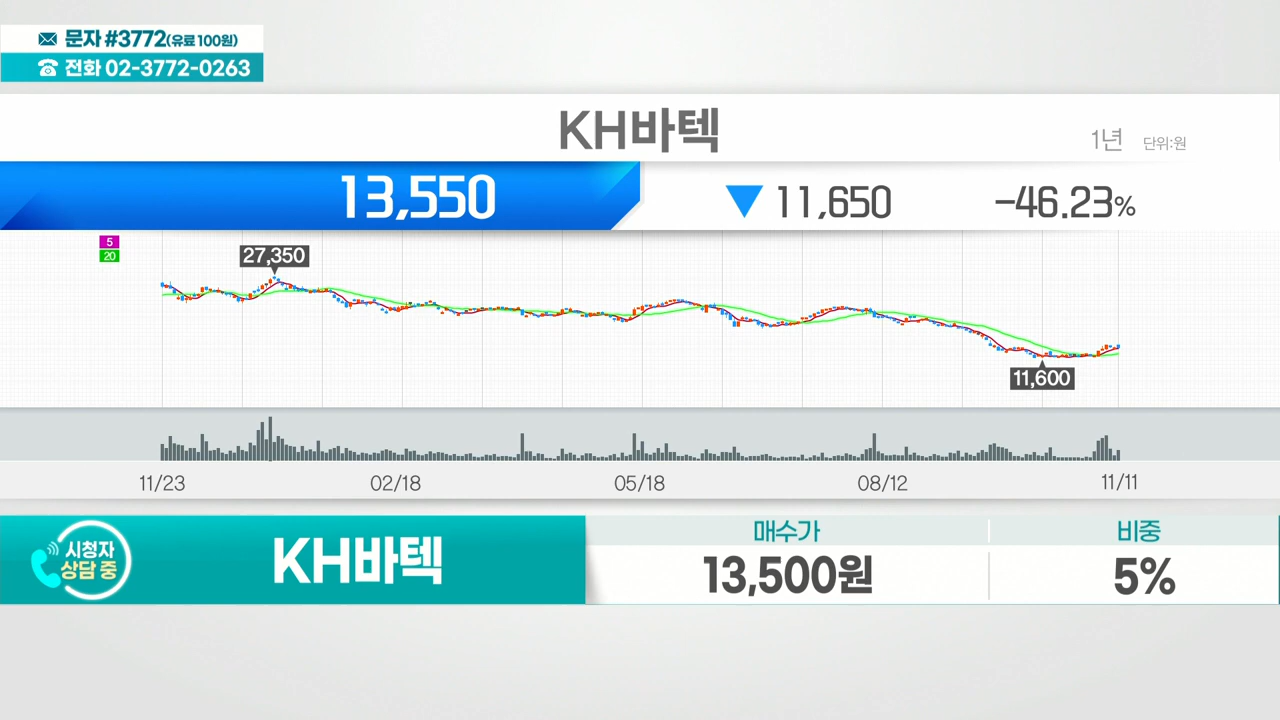 문자 #3772(유료 100원)
전화 02-3772-0263
KH바텍
1년 단위:원
13,550 ▼ 11,650 -46.23%
5
20
27,350
11,600
11/23 02/18 05/18 08/12 11/11
시청자
상담 중
KH바텍
매수가 비중
13,500원 5%